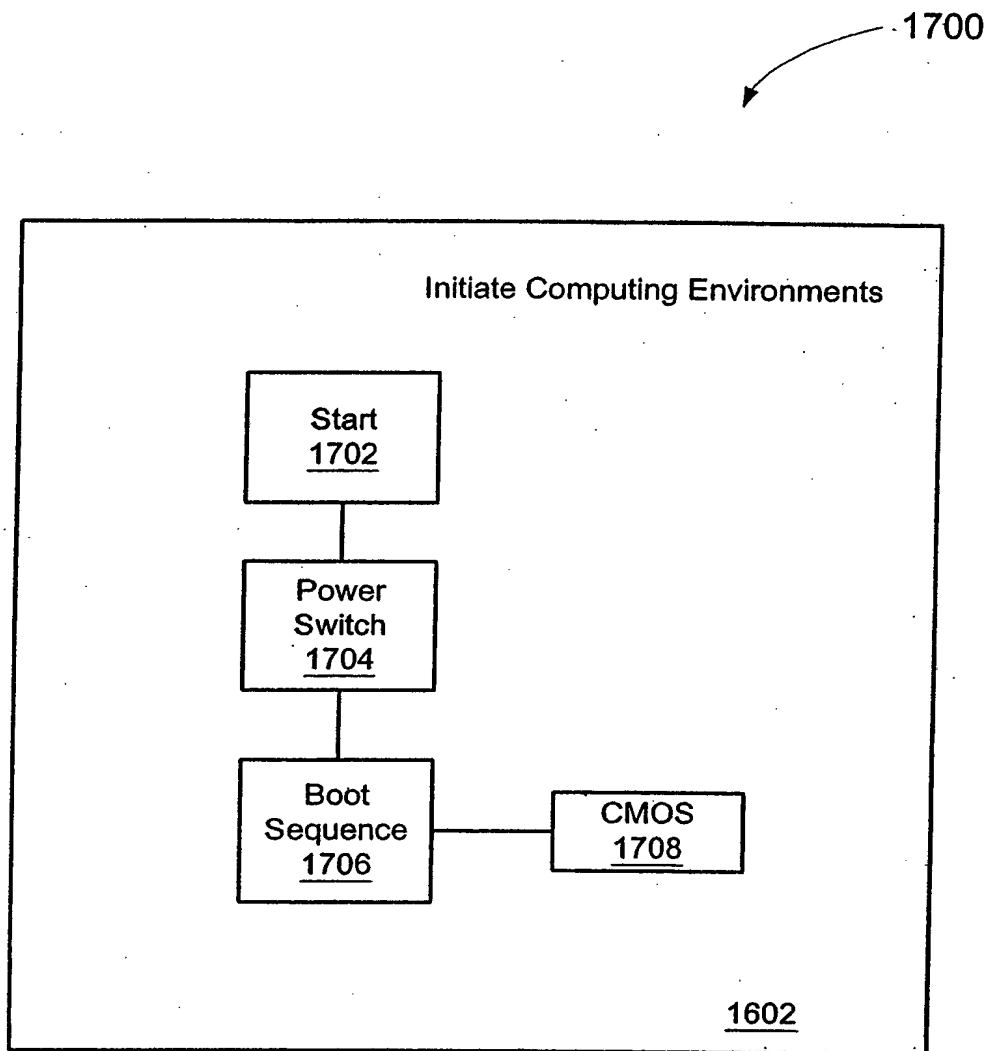 1700
Initiate Computing Environments
Start
1702
Power
Switch
1704
Boot
Sequence
1706
CMOS
1708
1602